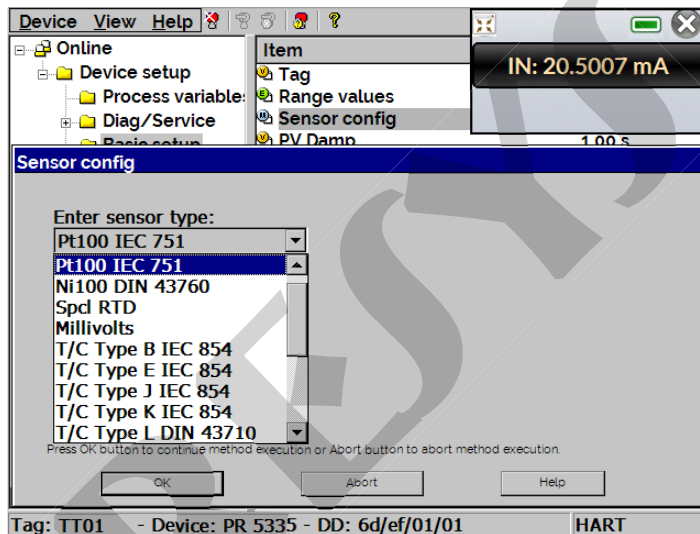 Device View Help
Online
Device setup
Process variable
Diag/Service
Basic setup
Item
Tag
Range values
Sensor config
PV Damp
1.00 s
IN: 20.5007 mA
Sensor config
Enter sensor type:
Pt100 IEC 751
Pt100 IEC 751
Ni100 DIN 43760
Spcl RTD
Millivolts
T/C Type B IEC 854
T/C Type E IEC 854
T/C Type J IEC 854
T/C Type K IEC 854
T/C Type L DIN 43710
Press OK button to continue method execution or Abort button to abort method execution.
OK Abort Help
Tag: TT01 - Device: PR 5335 - DD: 6d/ef/01/01 HART